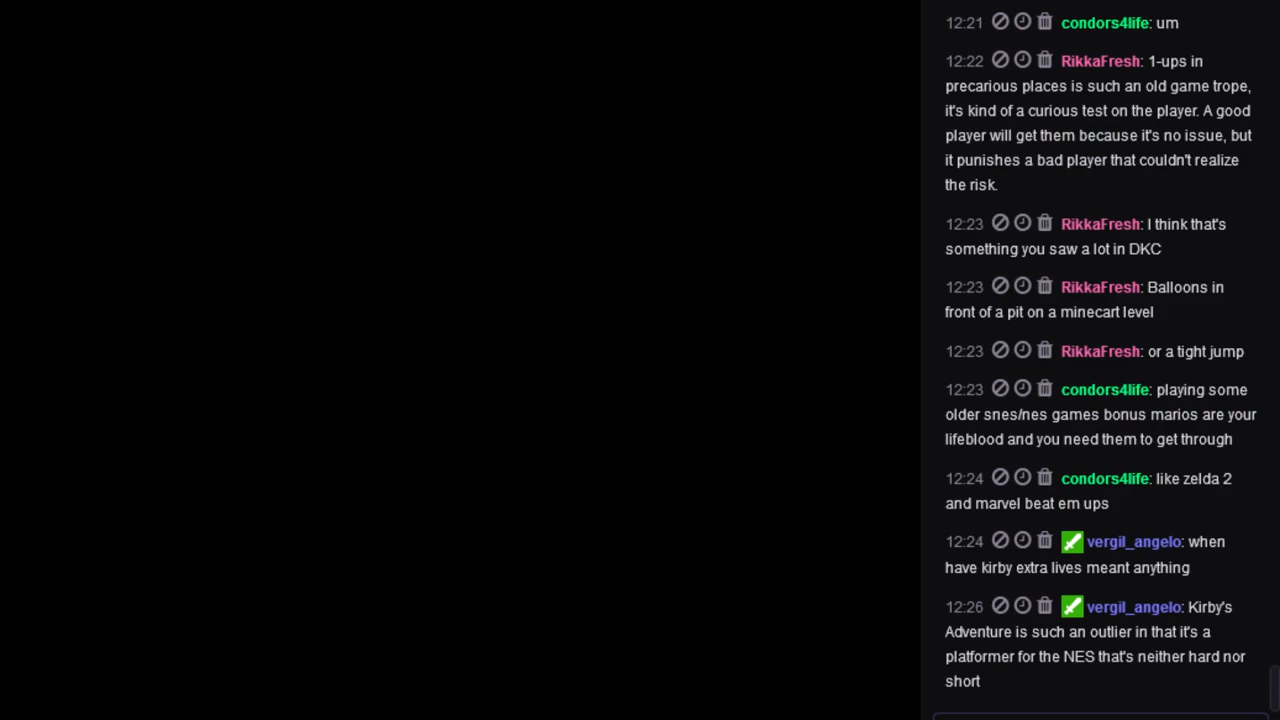 12:21 condors4life: um
12:22 RikkaFresh: 1-ups in
precarious places is such an old game trope,
it's kind of a curious test on the player. A good
player will get them because it's no issue, but
it punishes a bad player that couldn't realize
the risk.
12:23 RikkaFresh: I think that's
something you saw a lot in DKC
12:23 RikkaFresh: Balloons in
front of a pit on a minecart level
12:23 RikkaFresh: or a tight jump
12:23 condors4life: playing some
older snes/nes games bonus marios are your
lifeblood and you need them to get through
12:24 condors4life: like zelda 2
and marvel beat em ups
12:24 vergil_angelo: when
have kirby extra lives meant anything
12:26 vergil_angelo: Kirby's
Adventure is such an outlier in that it's a
platformer for the NES that's neither hard nor
short